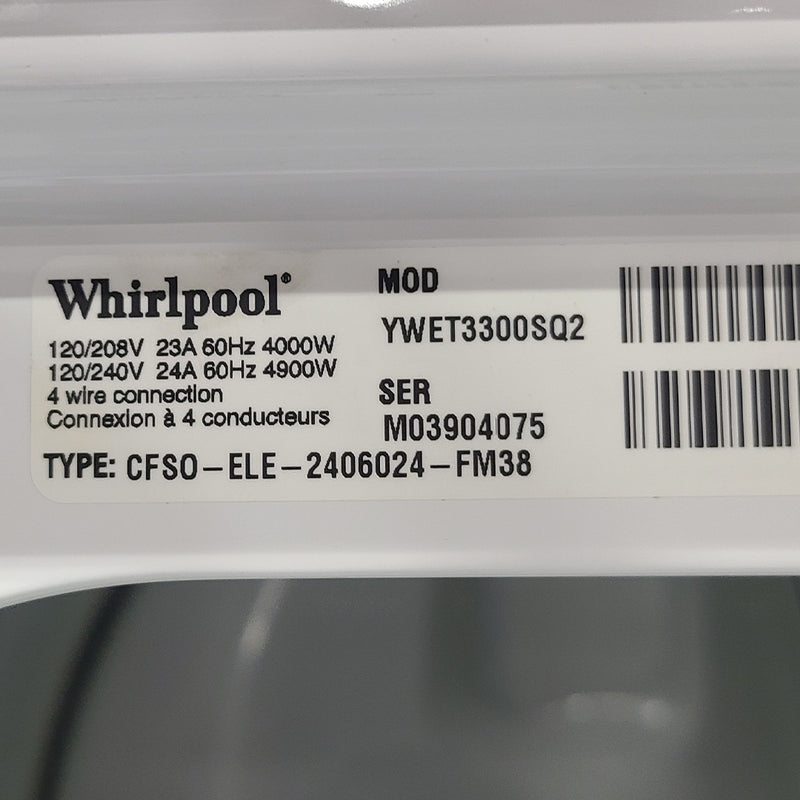 Whirlpool®
120/208V 23A 60Hz 4000W
120/240V 24A 60Hz 4900W
4 wire connection
Connexion à 4 conducteurs
TYPE: CFSO-ELE-2406024-FM38
MOD
YWET3300SQ2
SER
M03904075